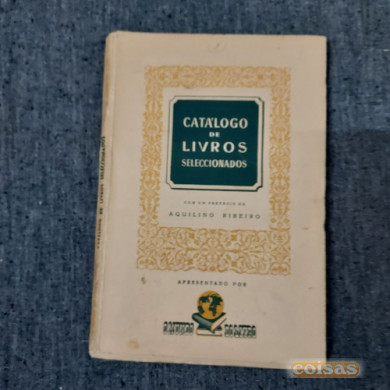 CATÁLOGO
DE
LIVROS
SELECCIONADOS
COM UM PREFÁCIO DE
AQUILINO RIBEIRO
APRESENTADO POR
coisas